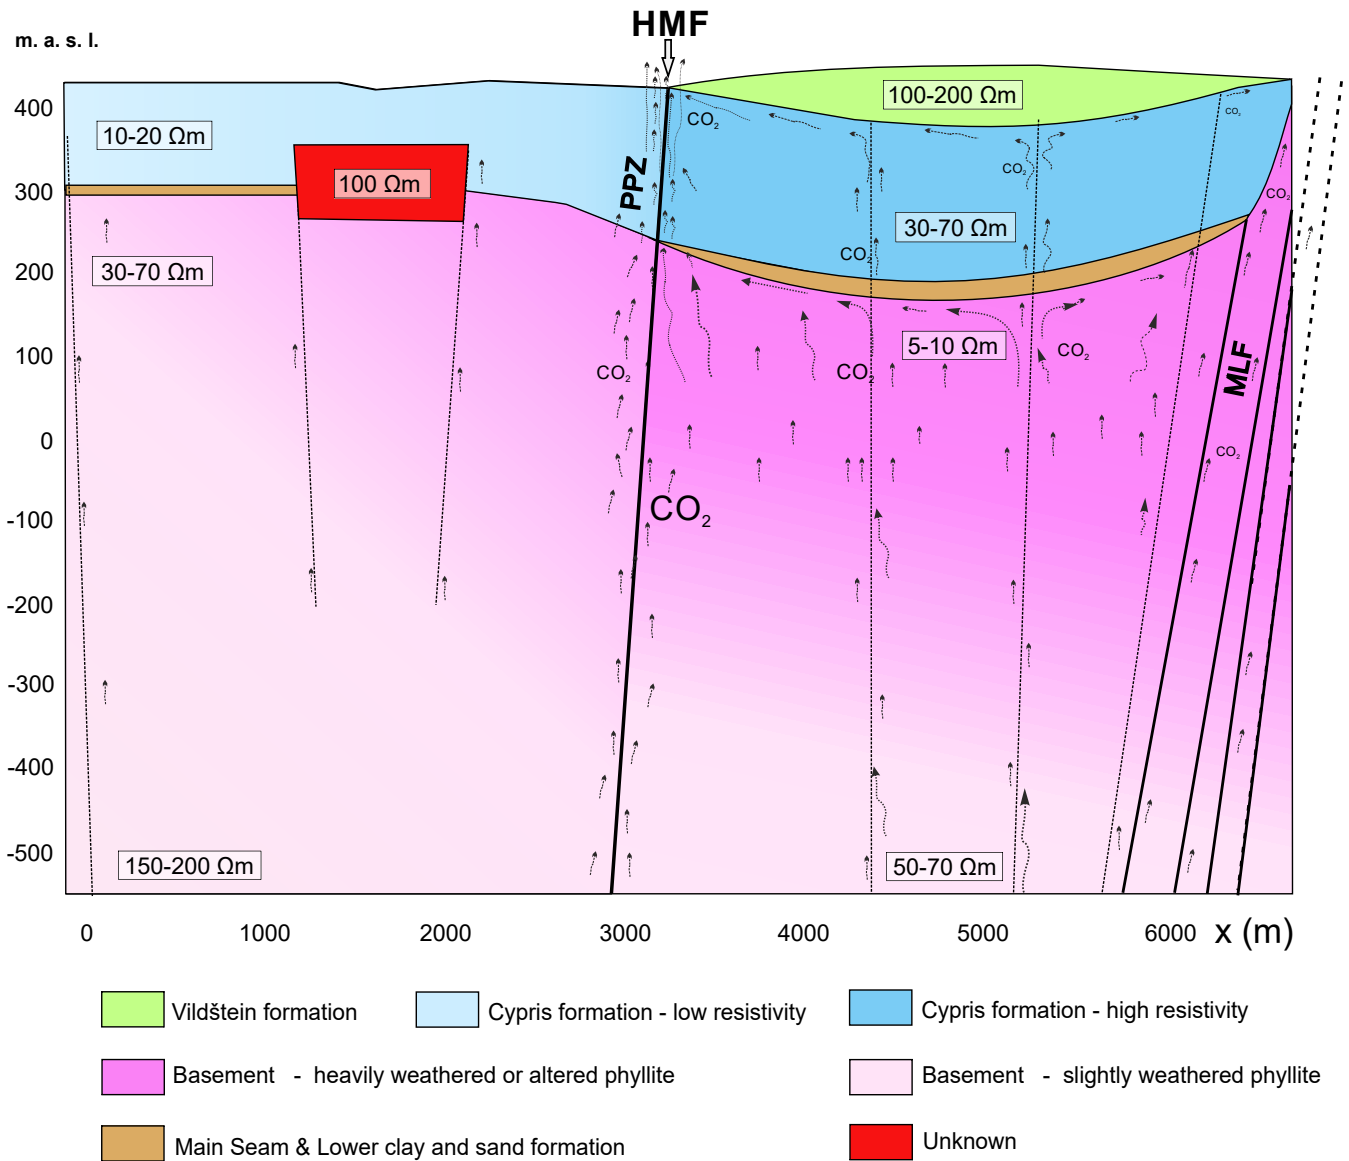 HMF
m. a. s. l.
400
300
200
100
0
-100
-200
-300
-400
-500
100-200 Ωm
10-20 Ωm
CO₂
CO₂
100 Ωm
PPZ
CO₂
CO₂
30-70 Ωm
CO₂
30-70 Ωm
5-10 Ωm
CO₂
CO₂
CO₂
MLF
CO₂
CO₂
150-200 Ωm
50-70 Ωm
0 1000 2000 3000 4000 5000 6000 x (m)
Vildštein formation
Cypris formation - low resistivity
Cypris formation - high resistivity
Basement - heavily weathered or altered phyllite
Basement - slightly weathered phyllite
Main Seam & Lower clay and sand formation
Unknown